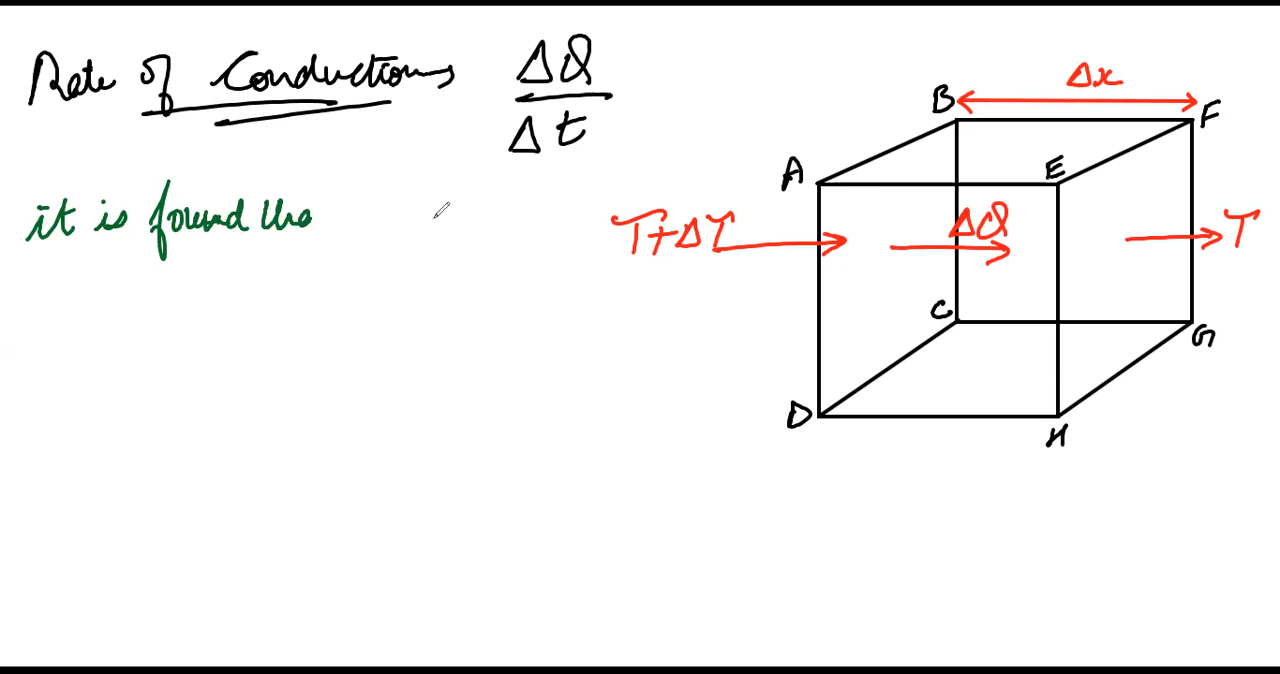 Rate of Conductions ΔQ
Δt
it is found the
Δx
B
F
A
E
T+ΔT
ΔQ
T
C
G
D
H